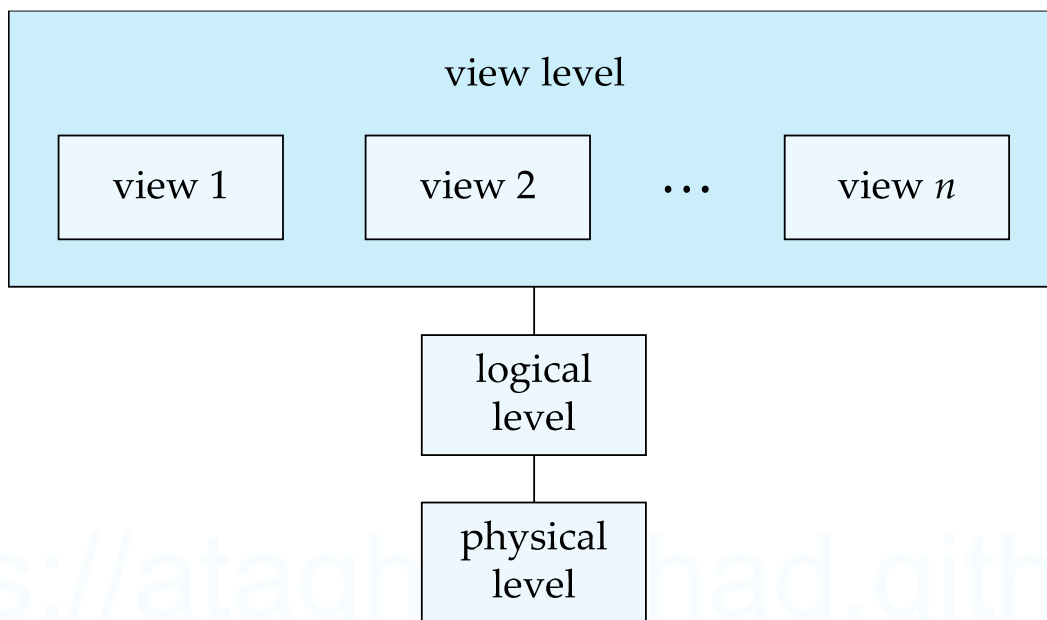 view level
view 1
view 2
...
view n
logical
level
physical
level